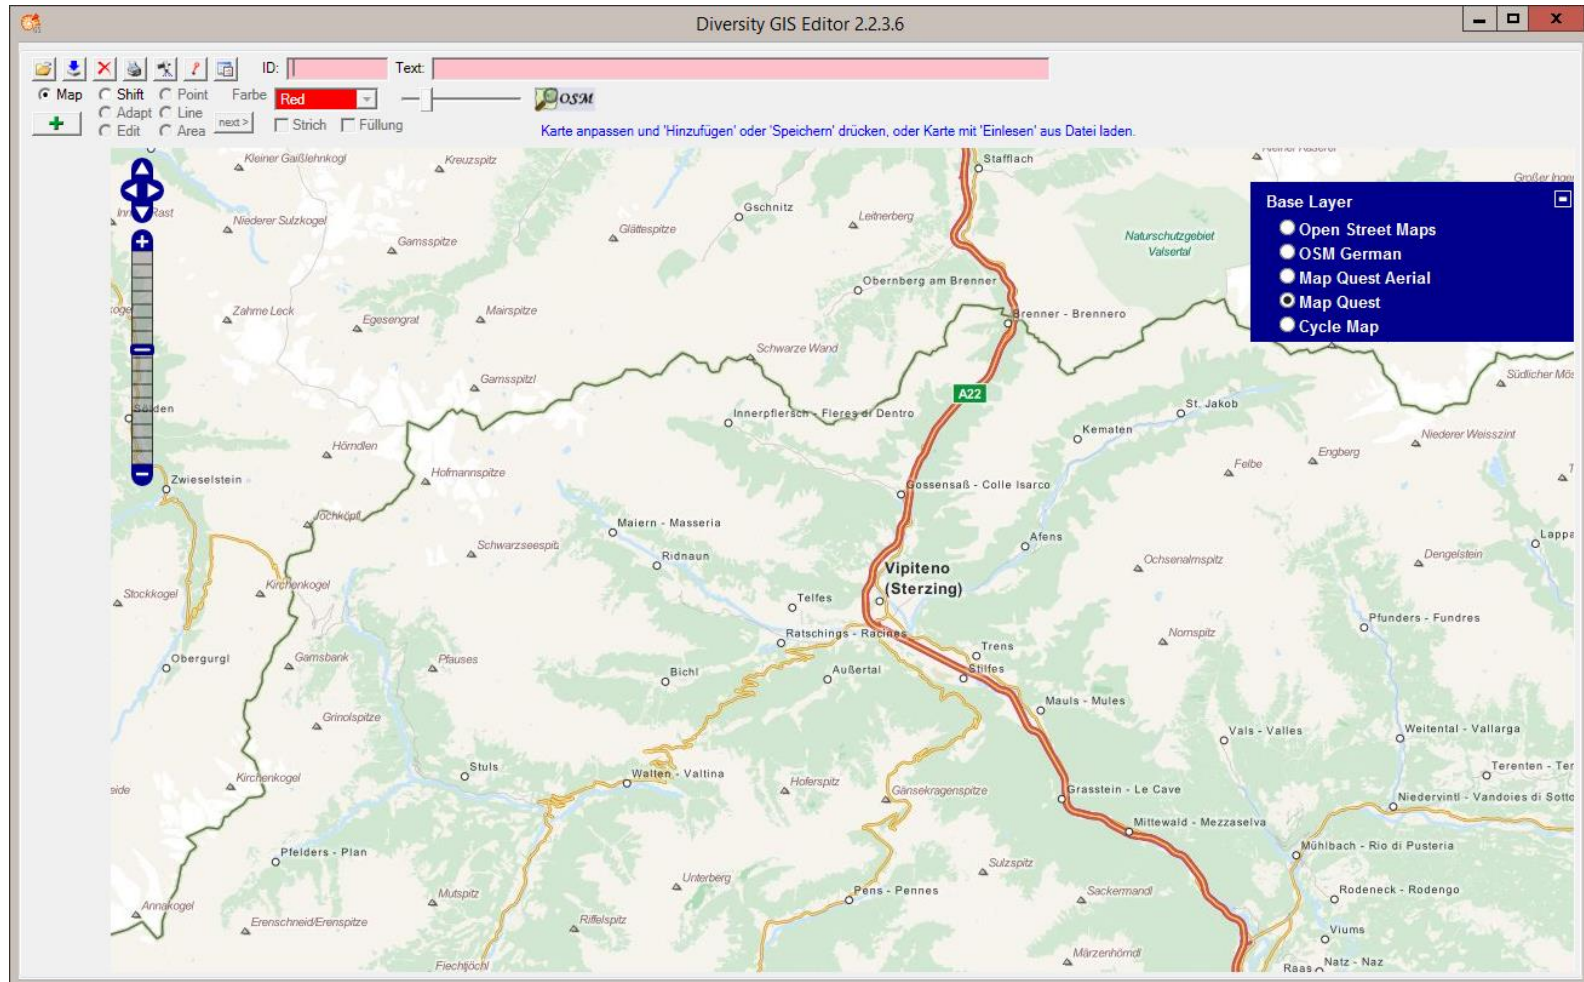 Diversity GIS Editor 2.2.3.6
ID:
Text:
Map
Shift
Point
Farbe
Red
OSM
Adapt
Line
next >
Edit
Area
Strich
Füllung
Karte anpassen und 'Hinzufügen' oder 'Speichern' drücken, oder Karte mit 'Einlesen' aus Datei laden.
Base Layer
Open Street Maps
OSM German
Map Quest Aerial
Map Quest
Cycle Map
Kleiner Gaißlehnkogl
Kreuzspitz
Stafflach
Rast
Niederer Sulzkogel
Gschnitz
Leitnerberg
Glättespitze
Gamsspitze
Naturschutzgebiet
Valsertal
Obernberg am Brenner
Zahme Leck
Mairspitze
Egesengrat
Brenner - Brennero
Schwarze Wand
Gamsspitzl
Südlicher Mös
A22
Sölden
Innerpflersch - Fleres di Dentro
St. Jakob
Kematen
Niederer Weisszint
Hörndlen
Engberg
Felbe
Hofmannspitze
Zwieselstein
Gossensaß - Colle Isarco
Jochköpfl
Maiern - Masseria
Afens
Lappa
Schwarzseespitz
Ridnaun
Dengelstein
Ochsenalmspitz
Vipiteno
(Sterzing)
Kirchenkogel
Stockkogel
Telfes
Pfunders - Fundres
Ratschings - Racines
Nornspitz
Trens
Obergurgl
Gamsbank
Pfauses
Bichl
Außertal
Stilfes
Mauls - Mules
Grinolspitze
Vals - Valles
Weitental - Vallarga
Stuls
Walten - Valtina
Terenten - Ter
Kirchenkogel
Hoferspitz
eide
Gänsekragenspitze
Grasstein - Le Cave
Niedervintl - Vandoies di Sotto
Mittewald - Mezzaselva
Pfelders - Plan
Mühlbach - Rio di Pusteria
Sulzspitz
Unterberg
Mutspitz
Pens - Pennes
Sackermandl
Rodeneck - Rodengo
Annakogel
Erenschneid/Erenspitze
Riffelspitz
Viums
Märzenhörndl
Flechtjöchl
Raas
Natz - Naz